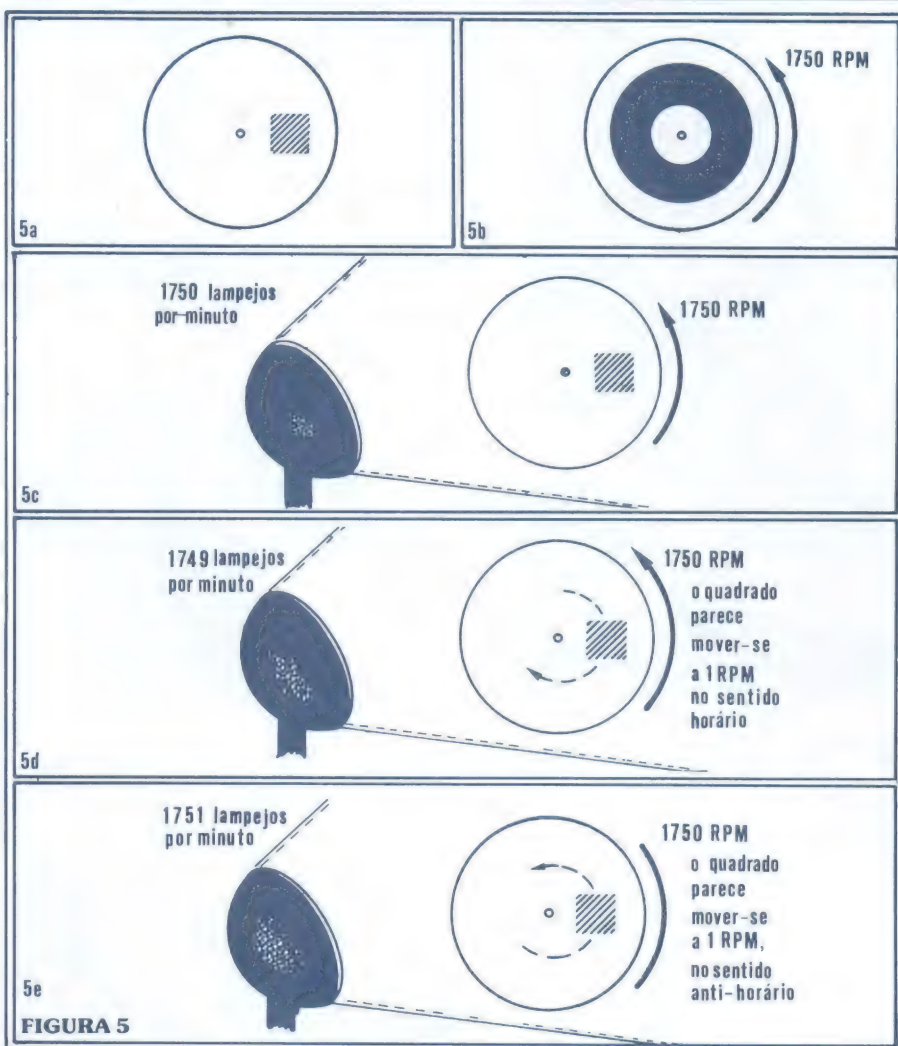 5a
1750 RPM
5b
1750 lampejos
por minuto
1750 RPM
5c
1749 lampejos
por minuto
1750 RPM
o quadrado
parece
mover-se
a 1 RPM
no sentido
horário
5d
1751 lampejos
por minuto
1750 RPM
o quadrado
parece
mover-se
a 1 RPM,
no sentido
anti-horário
5e
FIGURA 5